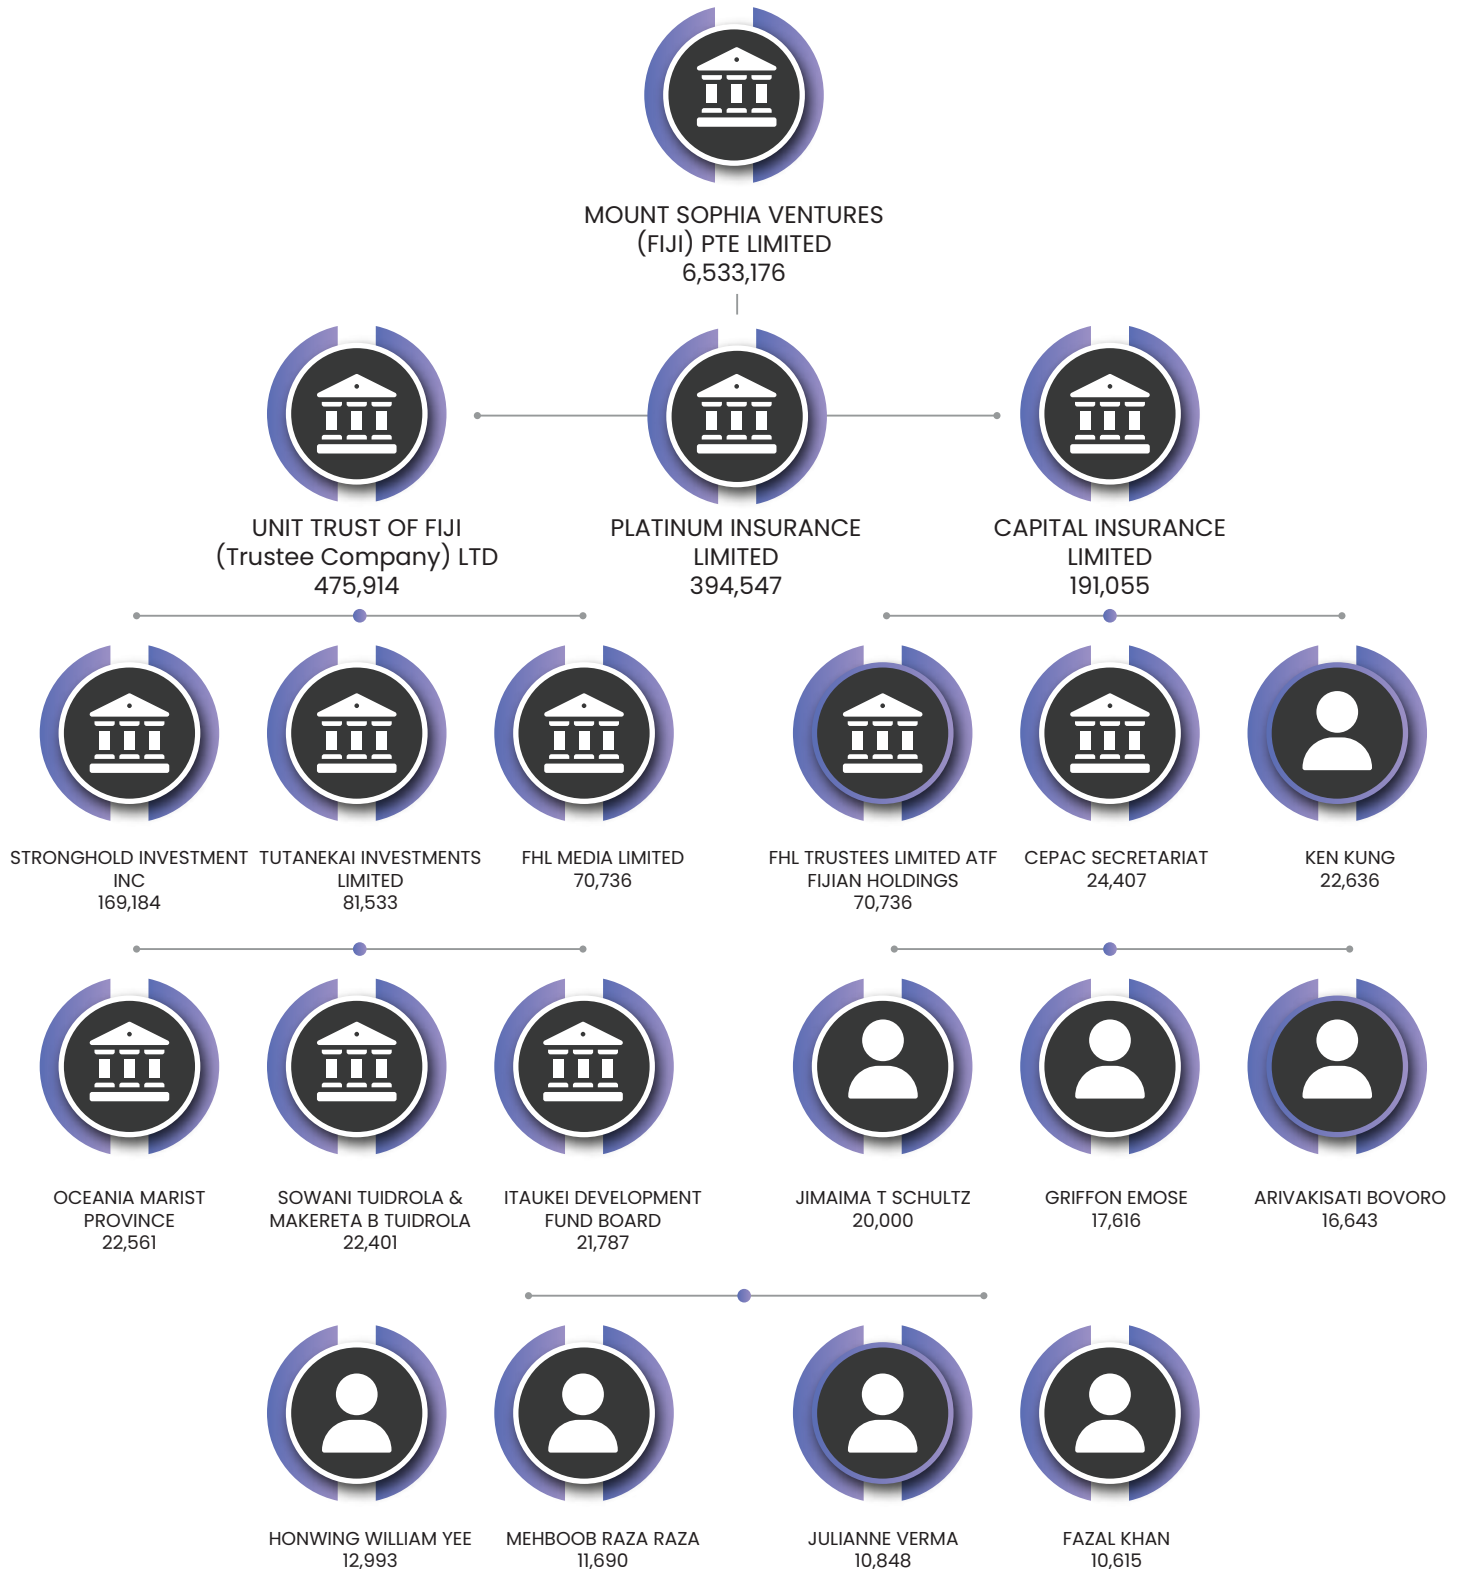 MOUNT SOPHIA VENTURES
(FIJI) PTE LIMITED
6,533,176
UNIT TRUST OF FIJI
(Trustee Company) LTD
475,914
PLATINUM INSURANCE
LIMITED
394,547
CAPITAL INSURANCE
LIMITED
191,055
STRONGHOLD INVESTMENT
INC
169,184
TUTANEKAI INVESTMENTS
LIMITED
81,533
FHL MEDIA LIMITED
70,736
FHL TRUSTEES LIMITED ATF
FIJIAN HOLDINGS
70,736
CEPAC SECRETARIAT
24,407
KEN KUNG
22,636
OCEANIA MARIST
PROVINCE
22,561
SOWANI TUIDROLA &
MAKERETA B TUIDROLA
22,401
ITAUKEI DEVELOPMENT
FUND BOARD
21,787
JIMAIMA T SCHULTZ
20,000
GRIFFON EMOSE
17,616
ARIVAKISATI BOVORO
16,643
HONWING WILLIAM YEE
12,993
MEHBOOB RAZA RAZA
11,690
JULIANNE VERMA
10,848
FAZAL KHAN
10,615